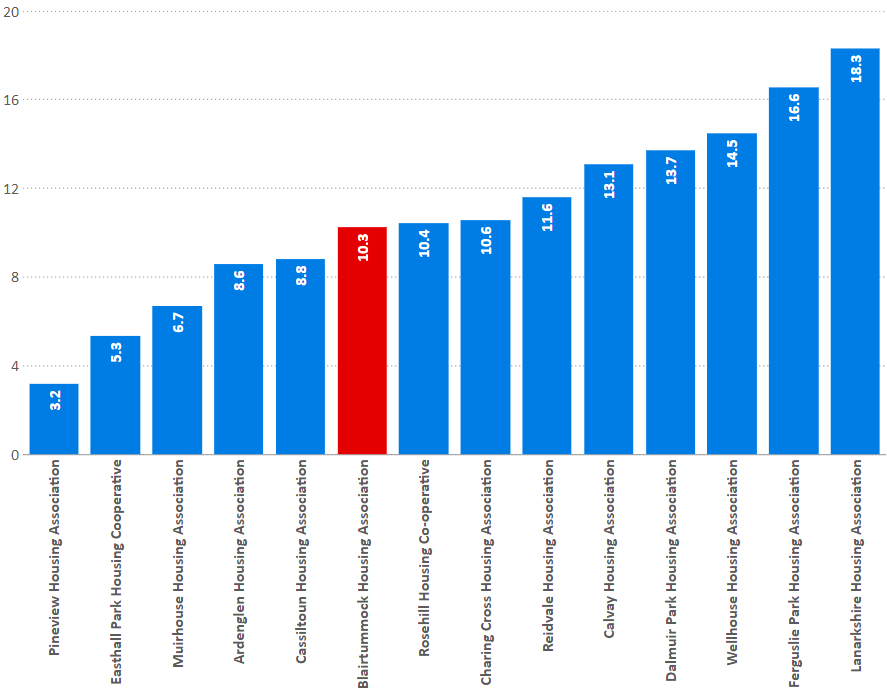 20
16
12
8
4
0
3.2
5.3
6.7
8.6
8.8
10.3
10.4
10.6
11.6
13.1
13.7
14.5
16.6
18.3
Pineview Housing Association
Easthall Park Housing Cooperative
Muirhouse Housing Association
Ardenglen Housing Association
Cassiltoun Housing Association
Blairtummock Housing Association
Rosehill Housing Co-operative
Charing Cross Housing Association
Reidvale Housing Association
Calvay Housing Association
Dalmuir Park Housing Association
Wellhouse Housing Association
Ferguslie Park Housing Association
Lanarkshire Housing Association